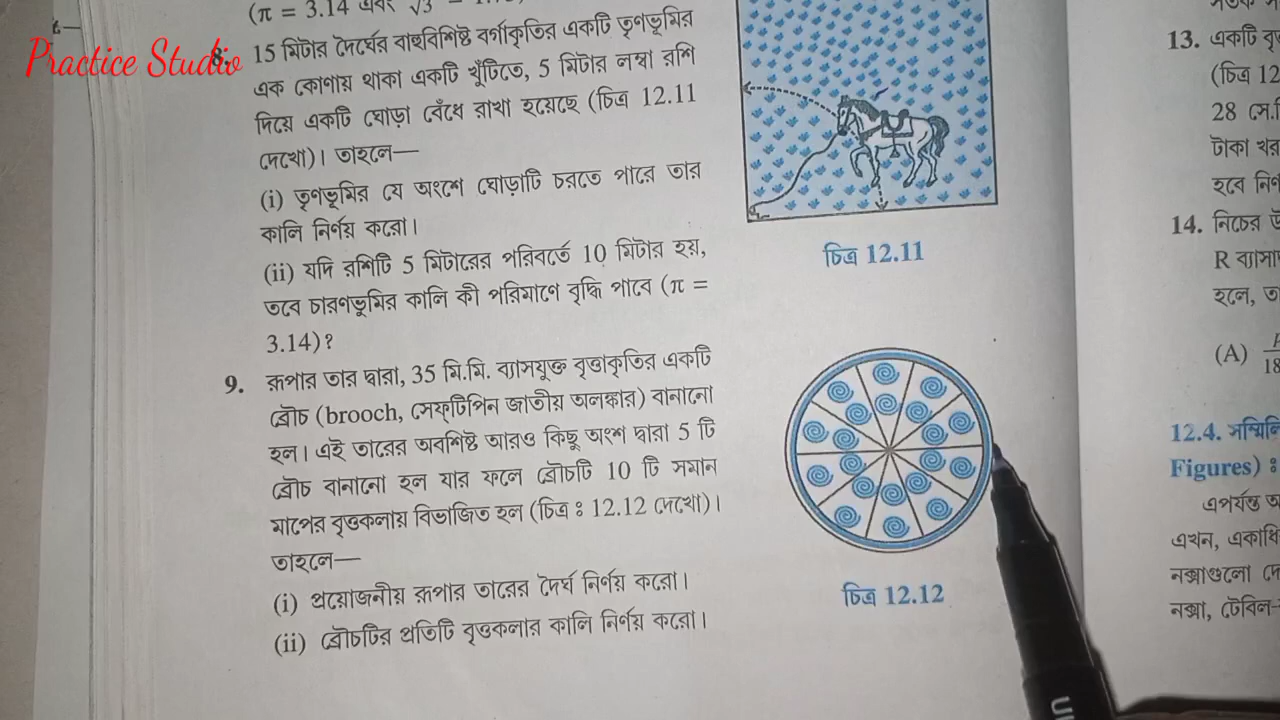 (π = 3.14 এবং √3 =
Practice Studio
8. 15 মিটার দৈর্ঘের বাহুবিশিষ্ট বর্গাকৃতির একটি তৃণভূমির
এক কোণায় থাকা একটি খুঁটিতে, 5 মিটার লম্বা রশি
দিয়ে একটি ঘোড়া বেঁধে রাখা হয়েছে (চিত্র 12.11
দেখো)। তাহলে—
(i) তৃণভূমির যে অংশে ঘোড়াটি চরতে পারে তার
কালি নির্ণয় করো।
(ii) যদি রশিটি 5 মিটারের পরিবর্তে 10 মিটার হয়,
তবে চারণভূমির কালি কী পরিমাণে বৃদ্ধি পাবে (π =
3.14)?
চিত্র 12.11
9. রূপার তার দ্বারা, 35 মি.মি. ব্যাসযুক্ত বৃত্তাকৃতির একটি
ব্রৌচ (brooch, সেফ্‌টিপিন জাতীয় অলঙ্কার) বানানো
হল। এই তারের অবশিষ্ট আরও কিছু অংশ দ্বারা 5 টি
ব্রৌচ বানানো হল যার ফলে ব্রৌচটি 10 টি সমান
মাপের বৃত্তকলায় বিভাজিত হল (চিত্র ঃ 12.12 দেখো)।
তাহলে—
(i) প্রয়োজনীয় রূপার তারের দৈর্ঘ নির্ণয় করো।
(ii) ব্রৌচটির প্রতিটি বৃত্তকলার কালি নির্ণয় করো।
চিত্র 12.12
13. একটি বৃ
(চিত্র 12
28 সে.
টাকা খর
হবে নির্ণ
14. নিচের
R ব্যাসা
হলে, ত
(A)
18
12.4. সম্মিলি
Figures) ঃ
এপর্যন্ত
এখন, একাধি
নক্সাগুলো দে
নক্সা, টেবিল-